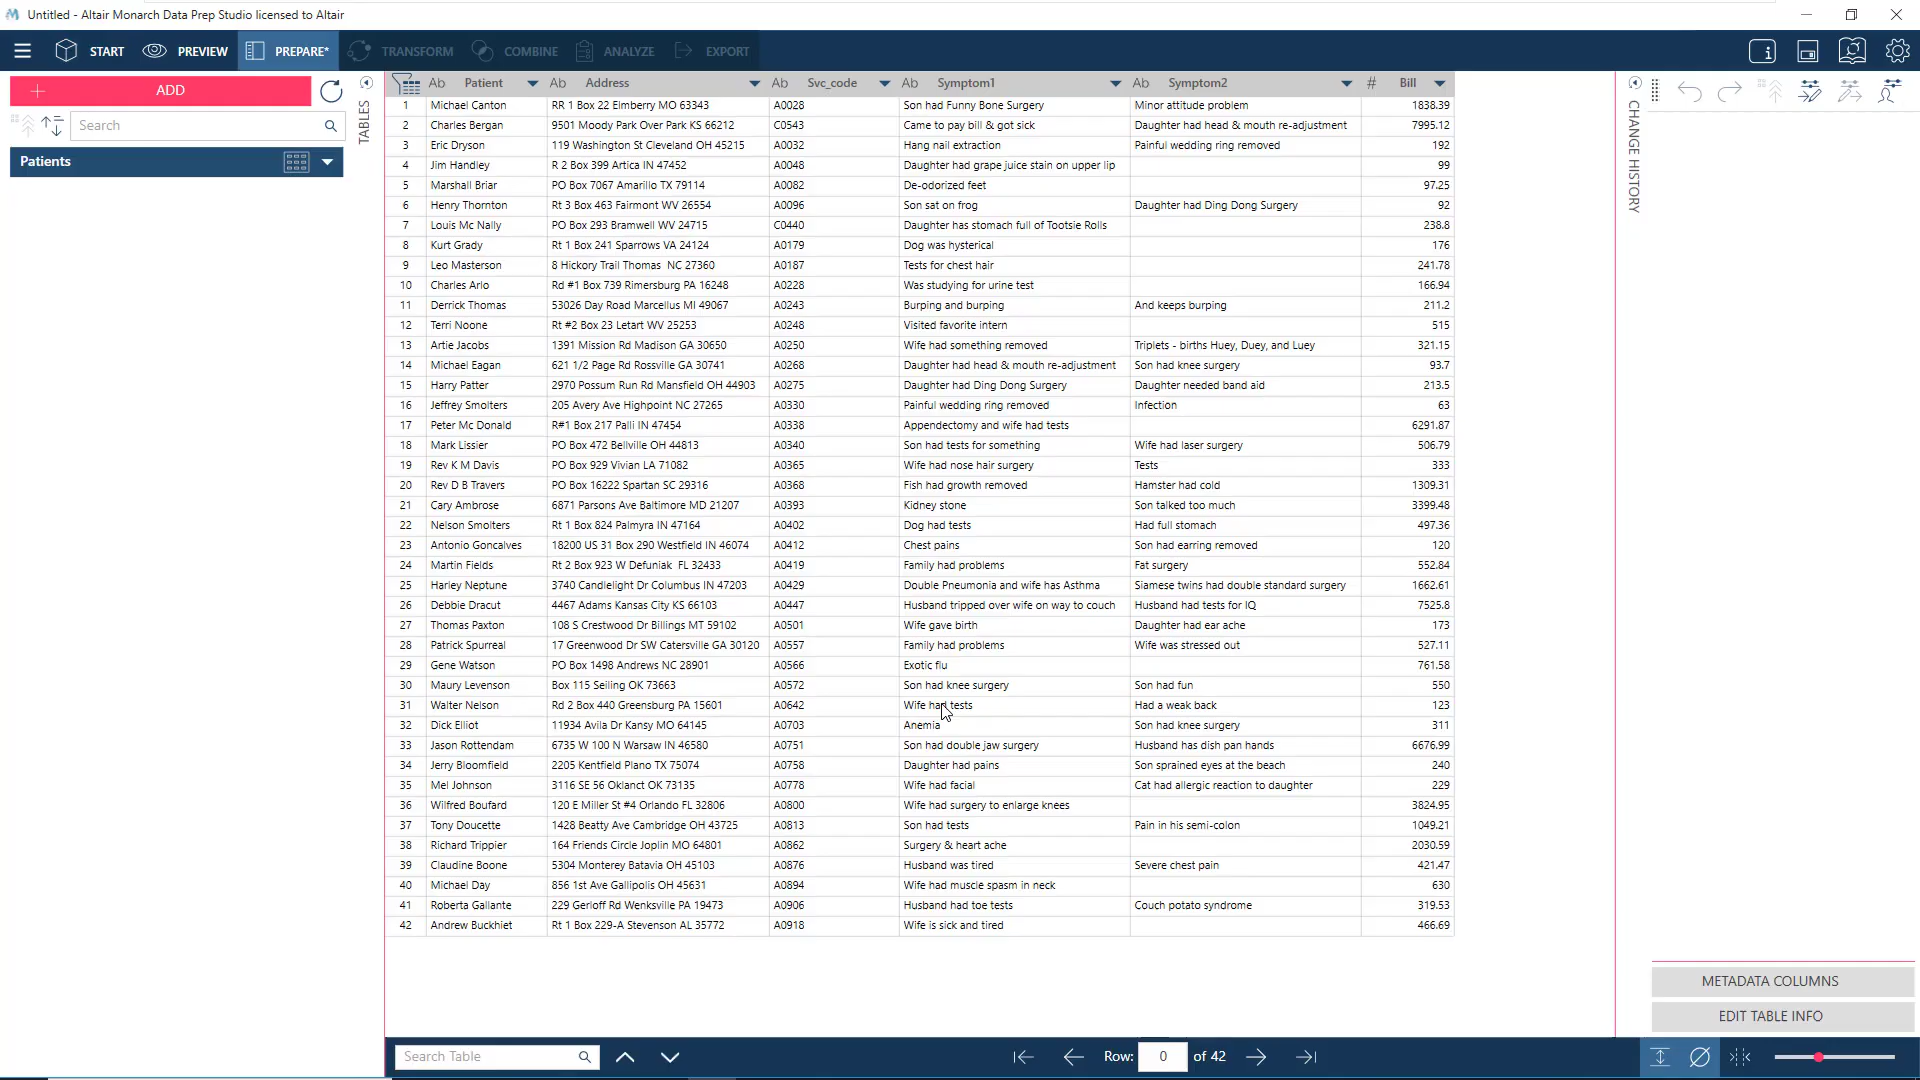 Untitled - Altair Monarch Data Prep Studio licensed to Altair
START PREVIEW PREPARE* TRANSFORM COMBINE ANALYZE EXPORT
ADD
Search
TABLES
Patients
Ab Patient Ab Address Ab Svc_code Ab Symptom1 Ab Symptom2 # Bill
1 Michael Canton RR 1 Box 22 Elmberry MO 63343 A0028 Son had Funny Bone Surgery Minor attitude problem 1838.39
2 Charles Bergan 9501 Moody Park Over Park KS 66212 C0543 Came to pay bill & got sick Daughter had head & mouth re-adjustment 7995.12
3 Eric Dryson 119 Washington St Cleveland OH 45215 A0032 Hang nail extraction Painful wedding ring removed 192
4 Jim Handley R 2 Box 399 Artica IN 47452 A0048 Daughter had grape juice stain on upper lip 99
5 Marshall Briar PO Box 7067 Amarillo TX 79114 A0082 De-odorized feet 97.25
6 Henry Thornton Rt 3 Box 463 Fairmont WV 26554 A0096 Son sat on frog Daughter had Ding Dong Surgery 92
7 Louis Mc Nally PO Box 293 Bramwell WV 24715 C0440 Daughter has stomach full of Tootsie Rolls 238.8
8 Kurt Grady Rt 1 Box 241 Sparrows VA 24124 A0179 Dog was hysterical 176
9 Leo Masterson 8 Hickory Trail Thomas  NC 27360 A0187 Tests for chest hair 241.78
10 Charles Arlo Rd #1 Box 739 Rimersburg PA 16248 A0228 Was studying for urine test 166.94
11 Derrick Thomas 53026 Day Road Marcellus MI 49067 A0243 Burping and burping And keeps burping 211.2
12 Terri Noone Rt #2 Box 23 Letart WV 25253 A0248 Visited favorite intern 515
13 Artie Jacobs 1391 Mission Rd Madison GA 30650 A0250 Wife had something removed Triplets - births Huey, Duey, and Luey 321.15
14 Michael Eagan 621 1/2 Page Rd Rossville GA 30741 A0268 Daughter had head & mouth re-adjustment Son had knee surgery 93.7
15 Harry Patter 2970 Possum Run Rd Mansfield OH 44903 A0275 Daughter had Ding Dong Surgery Daughter needed band aid 213.5
16 Jeffrey Smolters 205 Avery Ave Highpoint NC 27265 A0330 Painful wedding ring removed Infection 63
17 Peter Mc Donald R#1 Box 217 Palli IN 47454 A0338 Appendectomy and wife had tests 6291.87
18 Mark Lissier PO Box 472 Bellville OH 44813 A0340 Son had tests for something Wife had laser surgery 506.79
19 Rev K M Davis PO Box 929 Vivian LA 71082 A0365 Wife had nose hair surgery Tests 333
20 Rev D B Travers PO Box 16222 Spartan SC 29316 A0368 Fish had growth removed Hamster had cold 1309.31
21 Cary Ambrose 6871 Parsons Ave Baltimore MD 21207 A0393 Kidney stone Son talked too much 3399.48
22 Nelson Smolters Rt 1 Box 824 Palmyra IN 47164 A0402 Dog had tests Had full stomach 497.36
23 Antonio Goncalves 18200 US 31 Box 290 Westfield IN 46074 A0412 Chest pains Son had earring removed 120
24 Martin Fields Rt 2 Box 923 W Defuniak  FL 32433 A0419 Family had problems Fat surgery 552.84
25 Harley Neptune 3740 Candlelight Dr Columbus IN 47203 A0429 Double Pneumonia and wife has Asthma Siamese twins had double standard surgery 1662.61
26 Debbie Dracut 4467 Adams Kansas City KS 66103 A0447 Husband tripped over wife on way to couch Husband had tests for IQ 7525.8
27 Thomas Paxton 108 S Crestwood Dr Billings MT 59102 A0501 Wife gave birth Daughter had ear ache 173
28 Patrick Spurreal 17 Greenwood Dr SW Catersville GA 30120 A0557 Family had problems Wife was stressed out 527.11
29 Gene Watson PO Box 1498 Andrews NC 28901 A0566 Exotic flu 761.58
30 Maury Levenson Box 115 Seiling OK 73663 A0572 Son had knee surgery Son had fun 550
31 Walter Nelson Rd 2 Box 440 Greensburg PA 15601 A0642 Wife had tests Had a weak back 123
32 Dick Elliot 11934 Avila Dr Kansy MO 64145 A0703 Anemia Son had knee surgery 311
33 Jason Rottendam 6735 W 100 N Warsaw IN 46580 A0751 Son had double jaw surgery Husband has dish pan hands 6676.99
34 Jerry Bloomfield 2205 Kentfield Plano TX 75074 A0758 Daughter had pains Son sprained eyes at the beach 240
35 Mel Johnson 3116 SE 56 Oklanct OK 73135 A0778 Wife had facial Cat had allergic reaction to daughter 229
36 Wilfred Boufard 120 E Miller St #4 Orlando FL 32806 A0800 Wife had surgery to enlarge knees 3824.95
37 Tony Doucette 1428 Beatty Ave Cambridge OH 43725 A0813 Son had tests Pain in his semi-colon 1049.21
38 Richard Trippier 164 Friends Circle Joplin MO 64801 A0862 Surgery & heart ache 2030.59
39 Claudine Boone 5304 Monterey Batavia OH 45103 A0876 Husband was tired Severe chest pain 421.47
40 Michael Day 856 1st Ave Gallipolis OH 45631 A0894 Wife had muscle spasm in neck 630
41 Roberta Gallante 229 Gerloff Rd Wenksville PA 19473 A0906 Husband had toe tests Couch potato syndrome 319.53
42 Andrew Buckhiet Rt 1 Box 229-A Stevenson AL 35772 A0918 Wife is sick and tired 466.69
CHANGE HISTORY
METADATA COLUMNS
EDIT TABLE INFO
Search Table
Row: 0 of 42